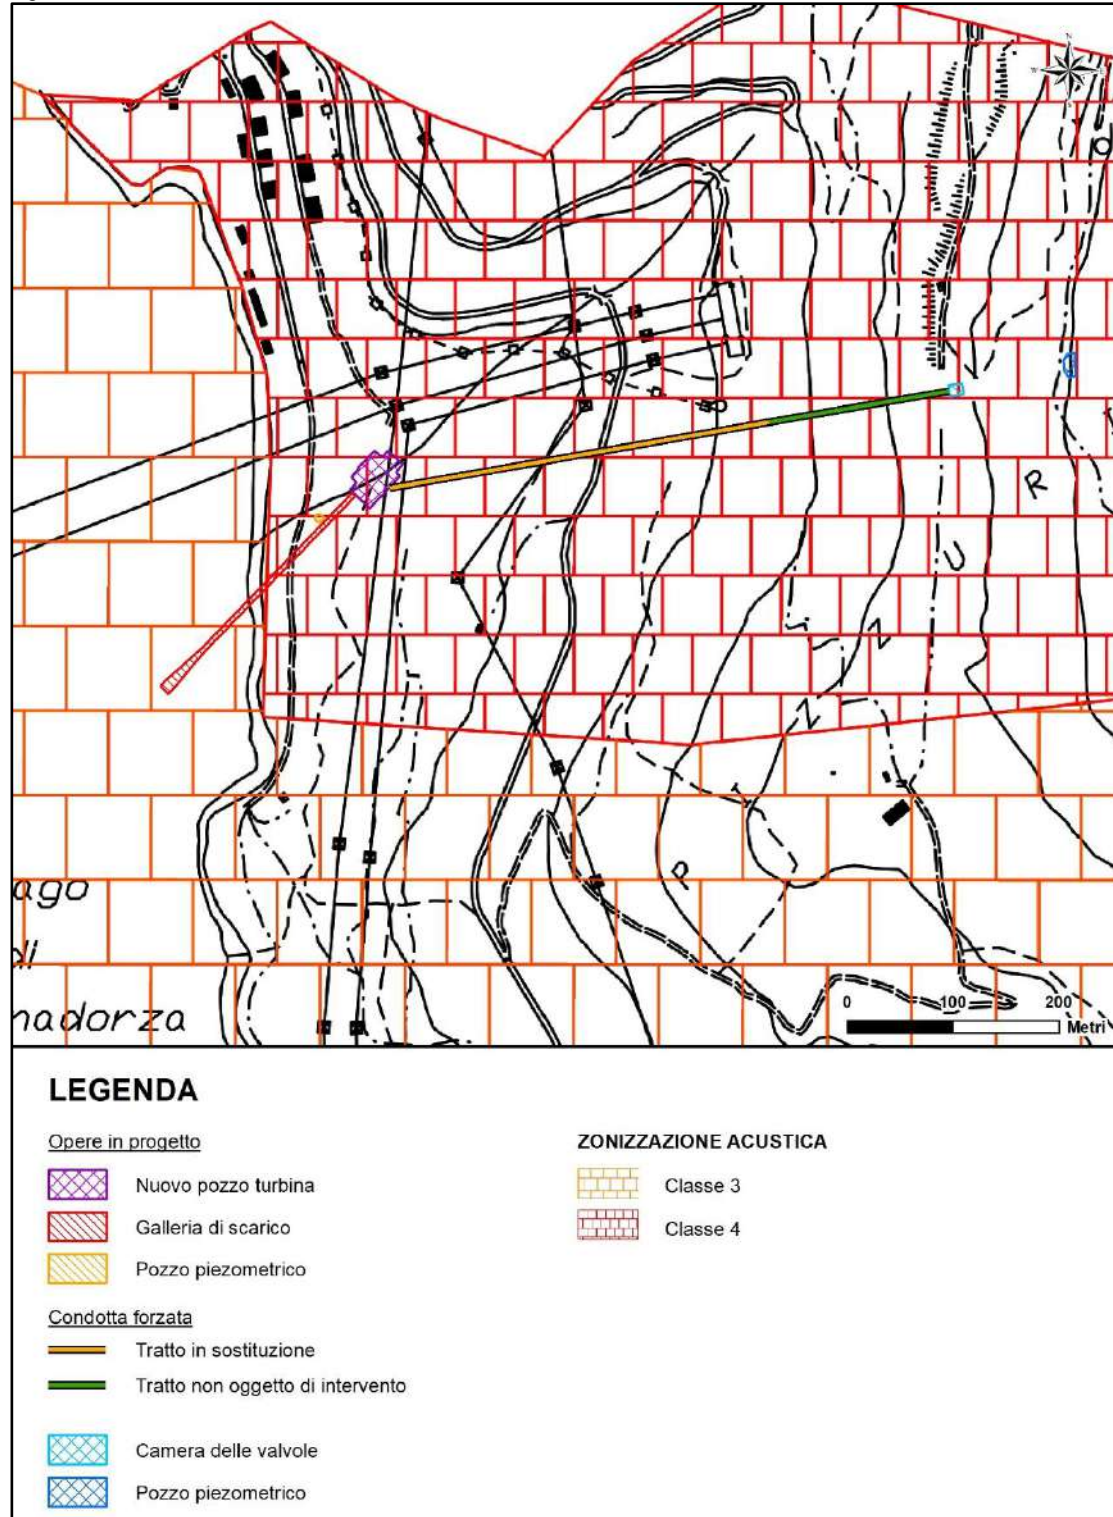 N
R
U
Z
Z
I
P
ago
di
nadorza
0 100 200
Metri
LEGENDA
Opere in progetto
Nuovo pozzo turbina
Galleria di scarico
Pozzo piezometrico
Condotta forzata
Tratto in sostituzione
Tratto non oggetto di intervento
Camera delle valvole
Pozzo piezometrico
ZONIZZAZIONE ACUSTICA
Classe 3
Classe 4